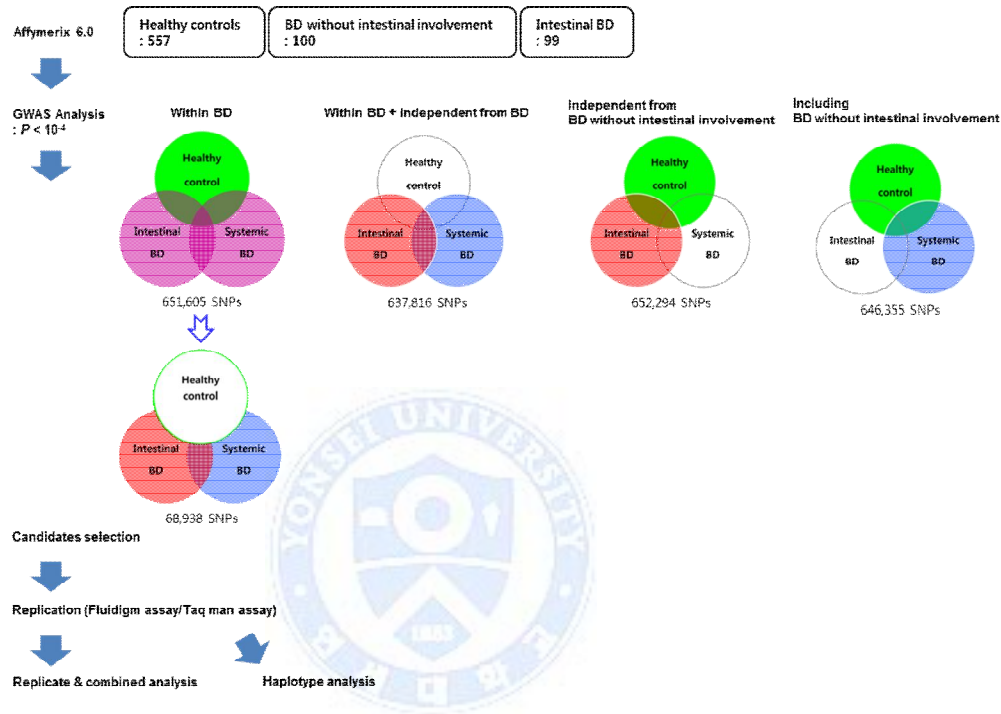 Affymerix 6.0
Healthy controls
: 557
BD without intestinal involvement
: 100
Intestinal BD
: 99
GWAS Analysis
: P < 10⁻⁴
Within BD
Within BD + Independent from BD
Independent from
BD without intestinal involvement
Including
BD without intestinal involvement
Healthy
control
Intestinal
BD
Systemic
BD
651,605 SNPs
Healthy
control
Intestinal
BD
Systemic
BD
637,816 SNPs
Healthy
control
Intestinal
BD
Systemic
BD
652,294 SNPs
Healthy
control
Intestinal
BD
Systemic
BD
646,355 SNPs
Healthy
control
Intestinal
BD
Systemic
BD
68,938 SNPs
YONSEI UNIVERSITY
1885
Candidates selection
Replication (Fluidigm assay/Taq man assay)
Replicate & combined analysis
Haplotype analysis